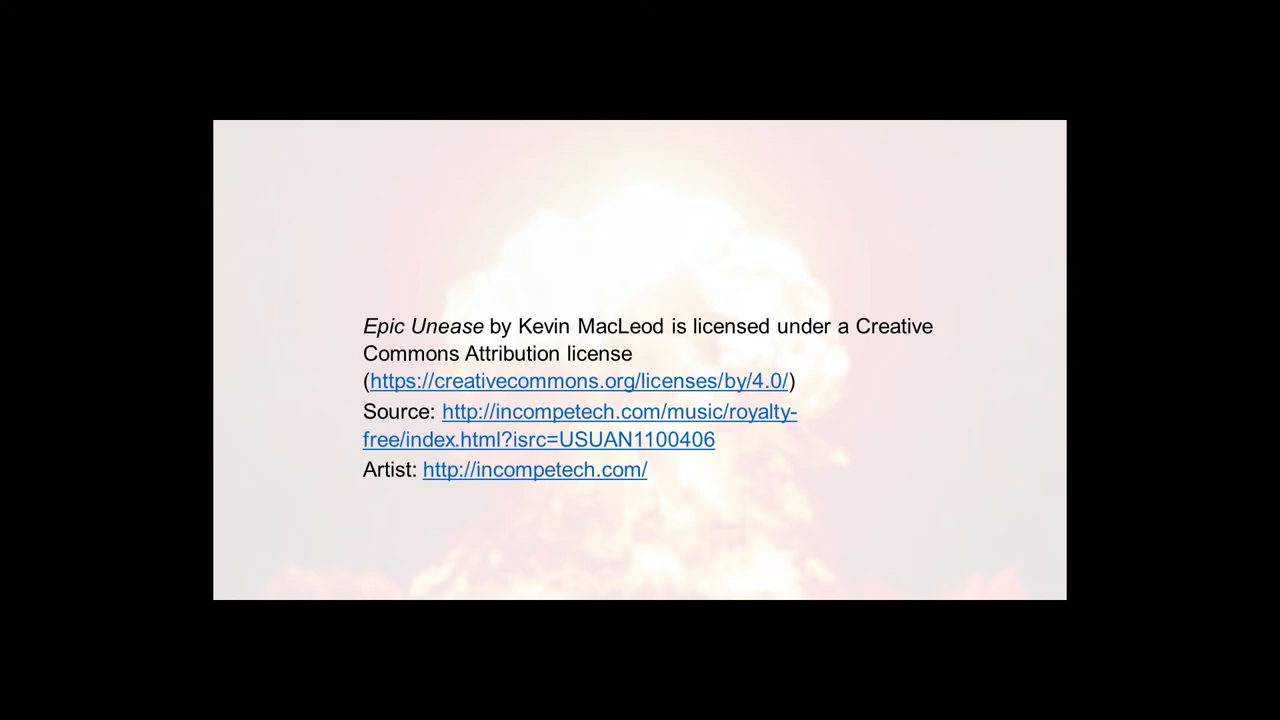 Epic Unease by Kevin MacLeod is licensed under a Creative
Commons Attribution license
(https://creativecommons.org/licenses/by/4.0/)
Source: http://incompetech.com/music/royalty-
free/index.html?isrc=USUAN1100406
Artist: http://incompetech.com/